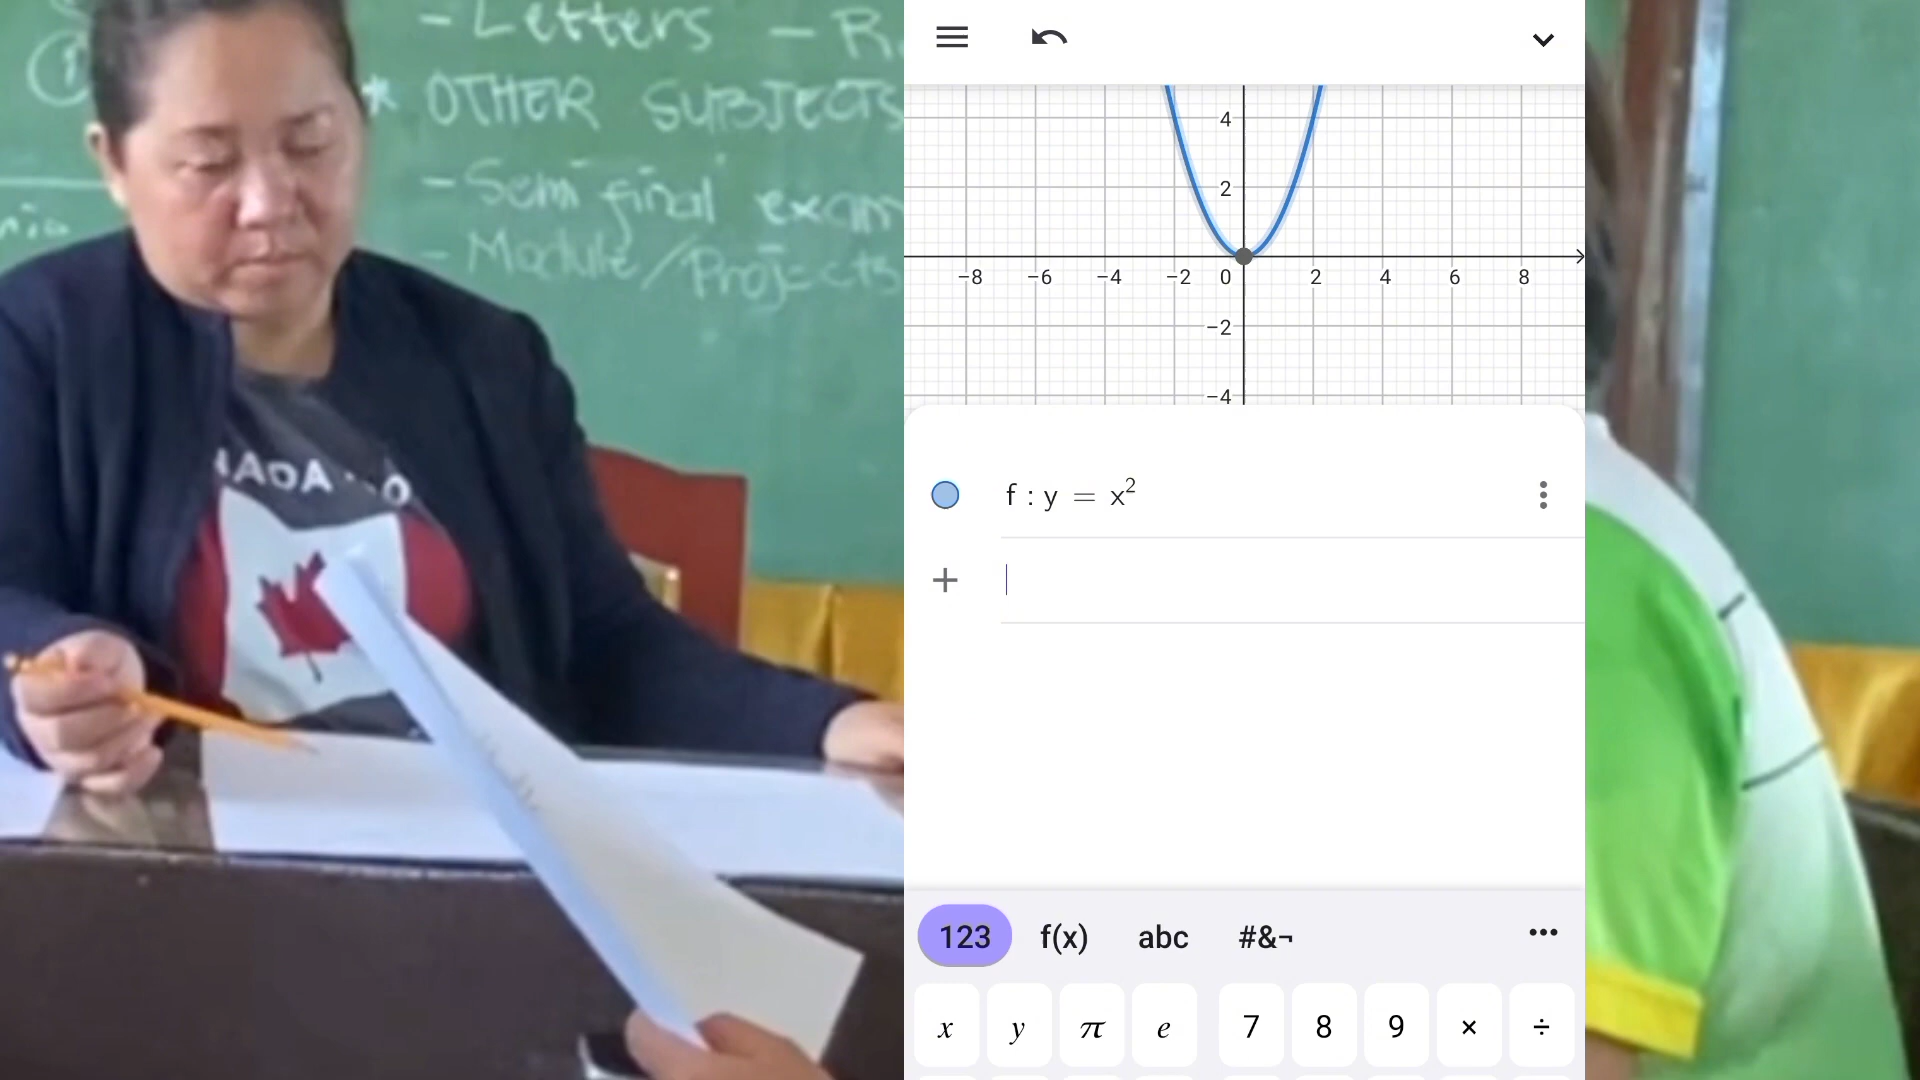 - Letters - R
* OTHER SUBJECTS
- Semi final exam
- Module/Projects
NADA
4
2
-8 -6 -4 -2 0 2 4 6 8
-2
-4
f : y = x²
+
123 f(x) abc #&¬ ...
x y π e 7 8 9 × ÷